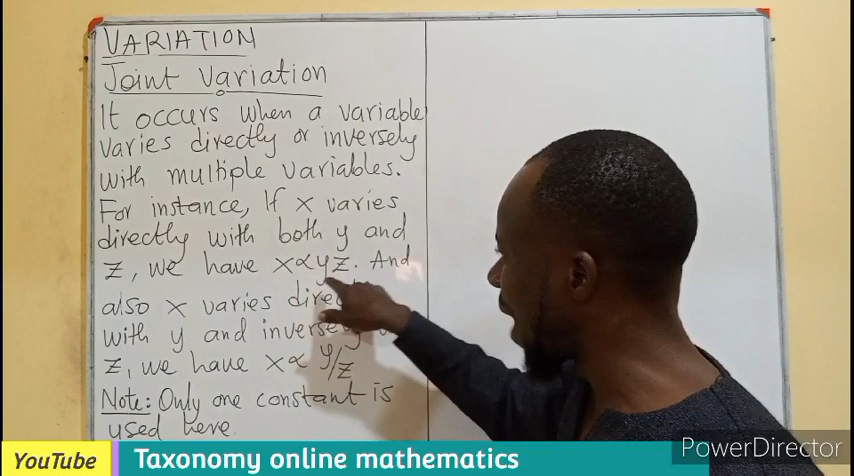 VARIATION
Joint Variation
It occurs when a variable
varies directly or inversely
with multiple variables.
For instance, If x varies
directly with both y and
z, we have x∝yz. And
also x varies
with y and
z, we have x∝ y/z
Note: Only one constant is
used here.
YouTube Taxonomy online mathematics
PowerDirector